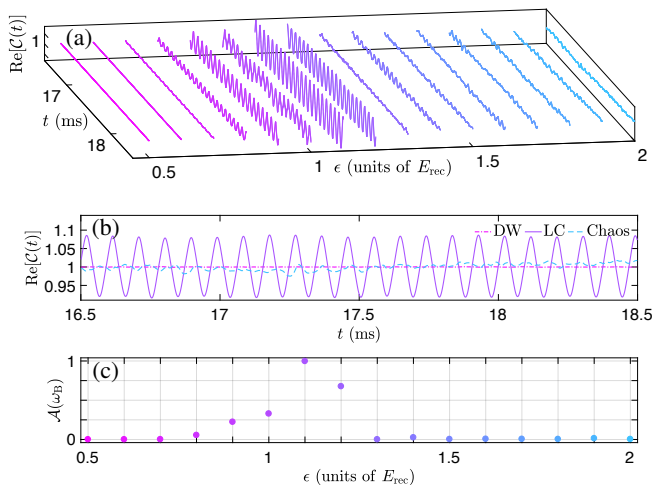 (a)
Re[𝒞(t)]
1
17
18
t (ms)
0.5
1
1.5
2
ϵ (units of E_rec)
(b)
DW LC Chaos
Re[𝒞(t)]
1.1
1.05
1
0.95
16.5 17 17.5 18 18.5
t (ms)
(c)
𝒜(ω_B)
1
0
0.5 1 1.5 2
ϵ (units of E_rec)